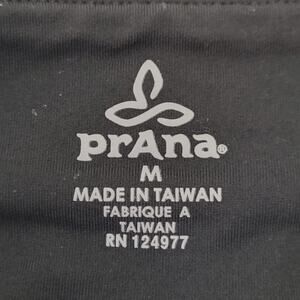 prAna®
M
MADE IN TAIWAN
FABRIQUE A
TAIWAN
RN 124977